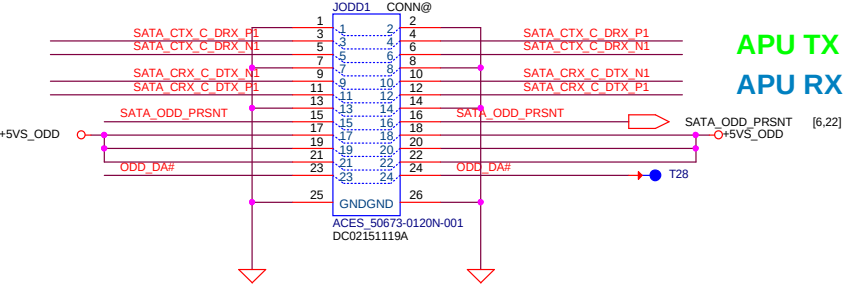 JODD1 CONN@
1 1 2 2
SATA_CTX_C_DRX_P1 3 3 4 4 SATA_CTX_C_DRX_P1
SATA_CTX_C_DRX_N1 5 5 6 6 SATA_CTX_C_DRX_N1
APU TX
7 7 8 8
SATA_CRX_C_DTX_N1 9 9 10 10 SATA_CRX_C_DTX_N1
SATA_CRX_C_DTX_P1 11 11 12 12 SATA_CRX_C_DTX_P1
APU RX
13 13 14 14
SATA_ODD_PRSNT 15 15 16 16 SATA_ODD_PRSNT
SATA_ODD_PRSNT [6,22]
+5VS_ODD 17 17 18 18 +5VS_ODD
19 19 20 20
21 21 22 22
ODD_DA# 23 23 24 24 ODD_DA# T28
25 GND GND 26
ACES_50673-0120N-001
DC02151119A